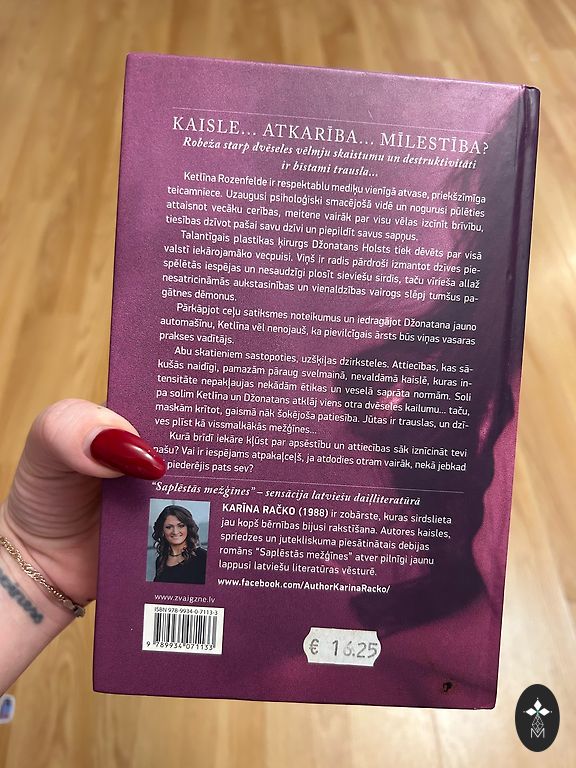 KAISLE... ATKARĪBA... MĪLESTĪBA?
Robeža starp dvēseles vēlmju skaistumu un destruktivitāti
ir bīstami trausla...
Ketlīna Rozenfelde ir respektablu mediķu vienīgā atvase, priekšzīmīga
teicamniece. Uzaugusi psiholoģiski smacējošā vidē un nogurusi pūlēties
attaisnot vecāku cerības, meitene vairāk par visu vēlas izcīnīt brīvību,
tiesības dzīvot pašai savu dzīvi un piepildīt savus sapņus.
Talantīgais plastikas ķirurgs Džonatans Holsts tiek dēvēts par visā
valstī iekārojamāko vecpuisi. Viņš ir radis pārdroši izmantot dzīves pie-
spēlētās iespējas un nesaudzīgi plosīt sieviešu sirdis, taču vīrieša allaž
nesatricināmās aukstasinības un vienaldzības vairogs slēpj tumšus pa-
gātnes dēmonus.
Pārkāpjot ceļu satiksmes noteikumus un iedragājot Džonatana jauno
automašīnu, Ketlīna vēl nenojauš, ka pievilcīgais ārsts būs viņas vasaras
prakses vadītājs.
Abu skatieniem sastopoties, uzšķiļas dzirksteles. Attiecības, kas sā-
kušās naidīgi, pamazām pāraug svelmainā, nevaldāmā kaislē, kuras in-
tensitāte nepakļaujas nekādām ētikas un veselā saprāta normām. Soli
pa solim Ketlīna un Džonatans atklāj viens otra dvēseles kailumu... taču,
maskām krītot, gaismā nāk šokējoša patiesība. Jūtas ir trauslas, un dzī-
ves plīst kā vissmalkākās mežģīnes...
Kurā brīdī iekāre kļūst par apsēstību un attiecības sāk iznīcināt tevi
pašu? Vai ir iespējams atpakaļceļš, ja atdodies otram vairāk, nekā jebkad
piederējis pats sev?
"Saplēstās mežģīnes" – sensācija latviešu daiļliteratūrā
KARĪNA RAČKO (1988) ir zobārste, kuras sirdslieta
jau kopš bērnības bijusi rakstīšana. Autores kaisles,
spriedzes un jutekliskuma piesātinātais debijas
romāns "Saplēstās mežģīnes" atver pilnīgi jaunu
lappusi latviešu literatūras vēsturē.
www.facebook.com/AuthorKarinaRacko/
www.zvaigzne.lv
ISBN 978-9934-0-7113-3
9 789934 071133
€ 16.25
M